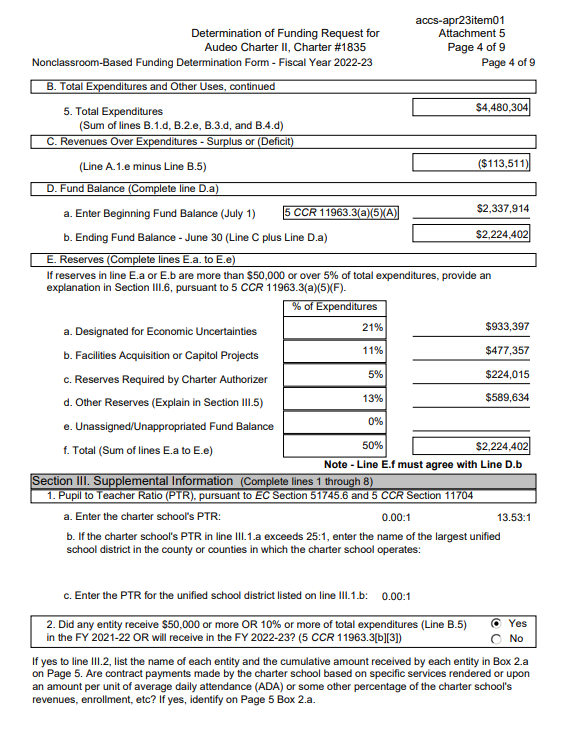 accs-apr23item01
Determination of Funding Request for
Attachment 5
Audeo Charter II, Charter #1835
Page 4 of 9
Nonclassroom-Based Funding Determination Form - Fiscal Year 2022-23
Page 4 of 9
B. Total Expenditures and Other Uses, continued
5. Total Expenditures
$4,480,304
(Sum of lines B.1.d, B.2.e, B.3.d, and B.4.d)
C. Revenues Over Expenditures - Surplus or (Deficit)
(Line A.1.e minus Line B.5)
($113,511)
D. Fund Balance (Complete line D.a)
a. Enter Beginning Fund Balance (July 1)
5 CCR 11963.3(a)(5)(A)
$2,337,914
b. Ending Fund Balance - June 30 (Line C plus Line D.a)
$2,224,402
E. Reserves (Complete lines E.a. to E.e)
If reserves in line E.a or E.b are more than $50,000 or over 5% of total expenditures, provide an
explanation in Section III.6, pursuant to 5 CCR 11963.3(a)(5)(F).
% of Expenditures
a. Designated for Economic Uncertainties
21%
$933,397
b. Facilities Acquisition or Capitol Projects
11%
$477,357
c. Reserves Required by Charter Authorizer
5%
$224,015
d. Other Reserves (Explain in Section III.5)
13%
$589,634
e. Unassigned/Unappropriated Fund Balance
0%
f. Total (Sum of lines E.a to E.e)
50%
$2,224,402
Note - Line E.f must agree with Line D.b
Section III. Supplemental Information (Complete lines 1 through 8)
1. Pupil to Teacher Ratio (PTR), pursuant to EC Section 51745.6 and 5 CCR Section 11704
a. Enter the charter school's PTR:
0.00:1
13.53:1
b. If the charter school's PTR in line III.1.a exceeds 25:1, enter the name of the largest unified
school district in the county or counties in which the charter school operates:
c. Enter the PTR for the unified school district listed on line III.1.b:
0.00:1
2. Did any entity receive $50,000 or more OR 10% or more of total expenditures (Line B.5)
Yes
in the FY 2021-22 OR will receive in the FY 2022-23? (5 CCR 11963.3[b][3])
No
If yes to line III.2, list the name of each entity and the cumulative amount received by each entity in Box 2.a
on Page 5. Are contract payments made by the charter school based on specific services rendered or upon
an amount per unit of average daily attendance (ADA) or some other percentage of the charter school's
revenues, enrollment, etc? If yes, identify on Page 5 Box 2.a.